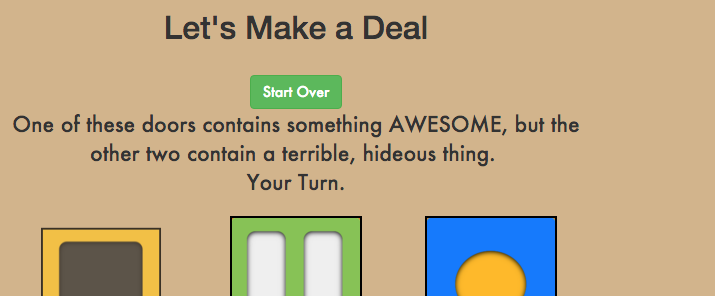 Let's Make a Deal
Start Over
One of these doors contains something AWESOME, but the
other two contain a terrible, hideous thing.
Your Turn.